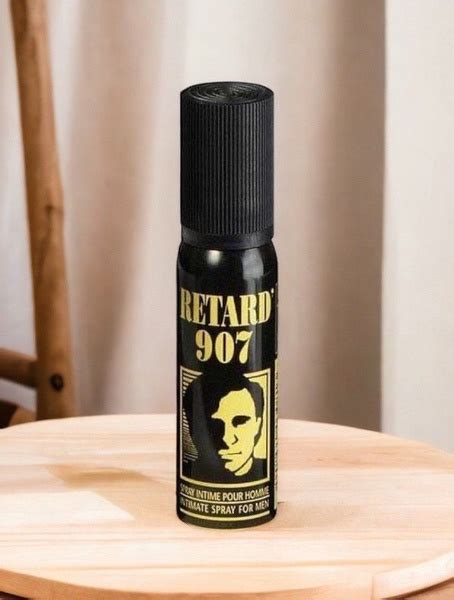 RETARD'
907
SPRAY INTIME POUR HOMME
INTIMATE SPRAY FOR MEN